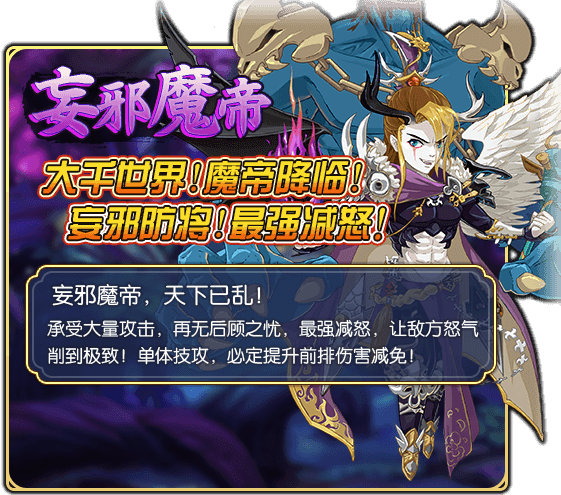 妄邪魔帝
大千世界!魔帝降临!
妄邪防将!最强减怒!
妄邪魔帝，天下已乱!
承受大量攻击，再无后顾之忧，最强减怒，让敌方怒气
削到极致！单体技攻，必定提升前排伤害减免！